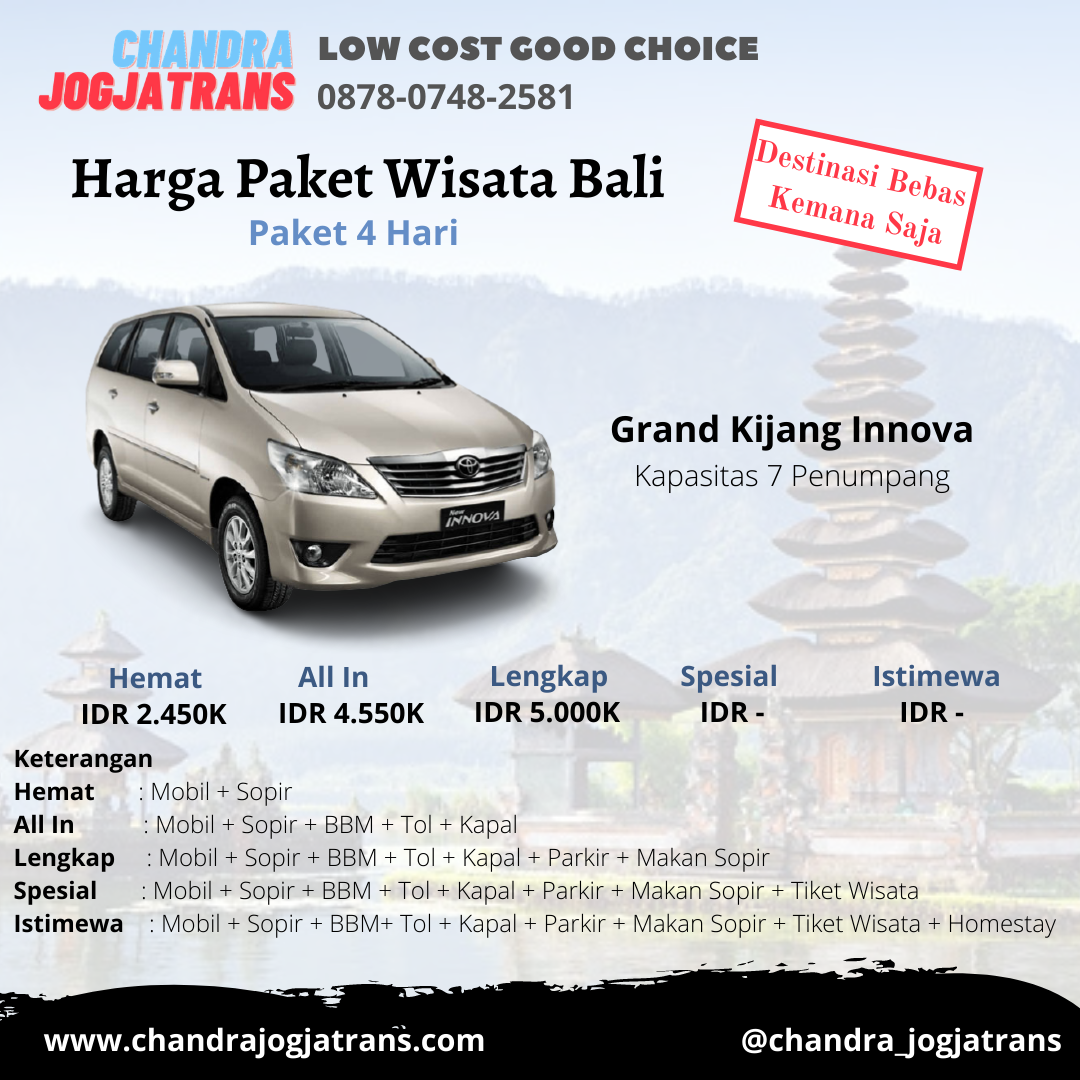 CHANDRA
JOGJATRANS
LOW COST GOOD CHOICE
0878-0748-2581
Harga Paket Wisata Bali
Paket 4 Hari
Destinasi Bebas
Kemana Saja
Grand Kijang Innova
Kapasitas 7 Penumpang
New
INNOVA
Hemat All In Lengkap Spesial Istimewa
IDR 2.450K IDR 4.550K IDR 5.000K IDR - IDR -
Keterangan
Hemat : Mobil + Sopir
All In : Mobil + Sopir + BBM + Tol + Kapal
Lengkap : Mobil + Sopir + BBM + Tol + Kapal + Parkir + Makan Sopir
Spesial : Mobil + Sopir + BBM + Tol + Kapal + Parkir + Makan Sopir + Tiket Wisata
Istimewa : Mobil + Sopir + BBM+ Tol + Kapal + Parkir + Makan Sopir + Tiket Wisata + Homestay
www.chandrajogjatrans.com
@chandra_jogjatrans